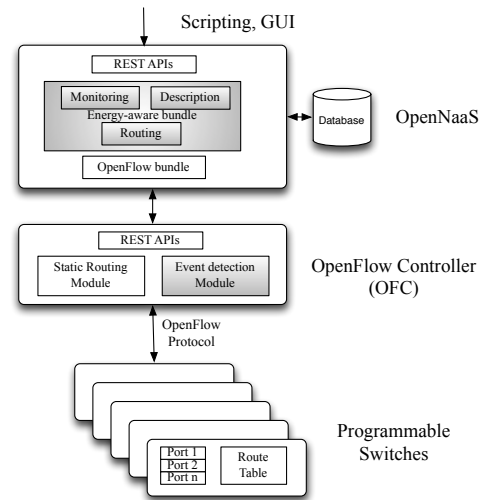 Scripting, GUI
REST APIs
Monitoring
Description
Energy-aware bundle
Routing
OpenFlow bundle
Database
OpenNaaS
REST APIs
Static Routing
Module
Event detection
Module
OpenFlow Controller
(OFC)
OpenFlow
Protocol
Port 1
Port 2
Port n
Route
Table
Programmable
Switches